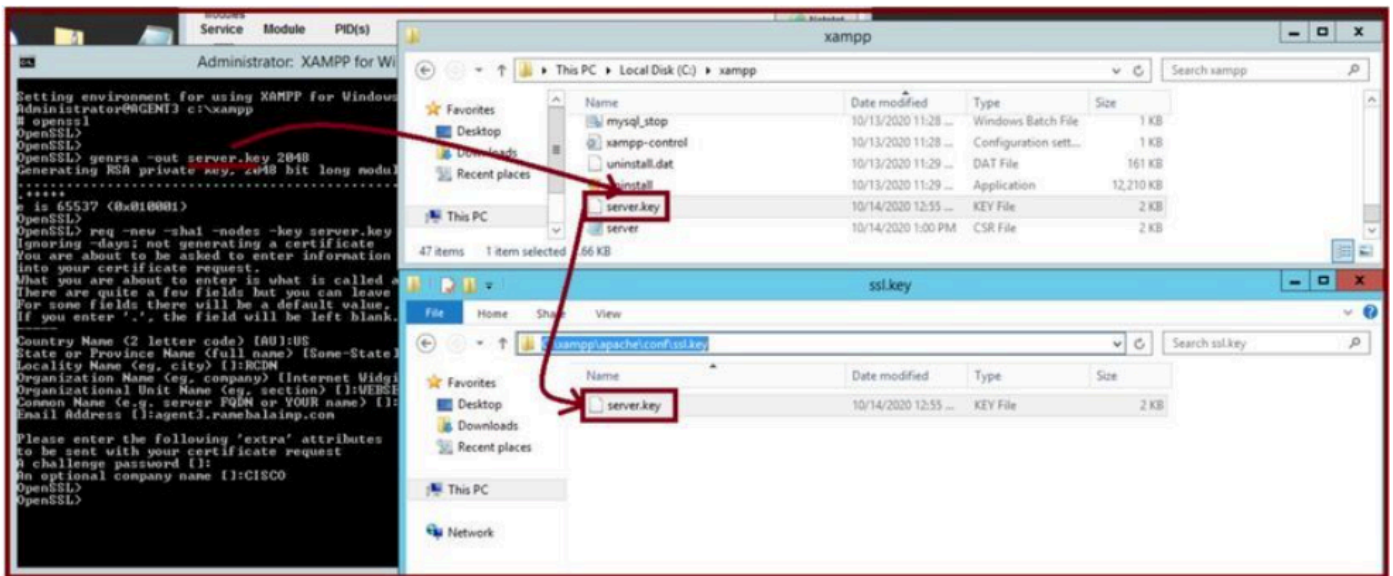 Modules
Service Module PID(s)
Administrator: XAMPP for Wi
Setting environment for using XAMPP for Windows
Administrator@AGENT3 c:\xampp
# openssl
OpenSSL>
OpenSSL>
OpenSSL> genrsa -out server.key 2048
Generating RSA private key, 2048 bit long modul
.+++++
e is 65537 (0x010001)
OpenSSL>
OpenSSL> req -new -sha1 -nodes -key server.key
Ignoring -days; not generating a certificate
You are about to be asked to enter information
into your certificate request.
What you are about to enter is what is called a
There are quite a few fields but you can leave
For some fields there will be a default value,
If you enter '.', the field will be left blank.
-----
Country Name (2 letter code) [AU]:US
State or Province Name (full name) [Some-State]
Locality Name (eg, city) []:RCDN
Organization Name (eg, company) [Internet Widgi
Organizational Unit Name (eg, section) []:WEBSE
Common Name (e.g. server FQDN or YOUR name) []:
Email Address []:agent3.ramebalaimp.com
Please enter the following 'extra' attributes
to be sent with your certificate request
A challenge password []:
An optional company name []:CISCO
OpenSSL>
OpenSSL>
xampp
This PC Local Disk (C:) xampp
Search xampp
Favorites
Desktop
Downloads
Recent places
This PC
Name Date modified Type Size
mysql_stop 10/13/2020 11:28 ... Windows Batch File 1 KB
xampp-control 10/13/2020 11:28 ... Configuration sett... 1 KB
uninstall.dat 10/13/2020 11:29 ... DAT File 161 KB
uninstall 10/13/2020 11:29 ... Application 12,210 KB
server.key 10/14/2020 12:55 ... KEY File 2 KB
server 10/14/2020 1:00 PM CSR File 2 KB
47 items 1 item selected .66 KB
ssl.key
File Home Share View
C:\xampp\apache\conf\ssl.key
Search ssl.key
Favorites
Desktop
Downloads
Recent places
This PC
Network
Name Date modified Type Size
server.key 10/14/2020 12:55 ... KEY File 2 KB